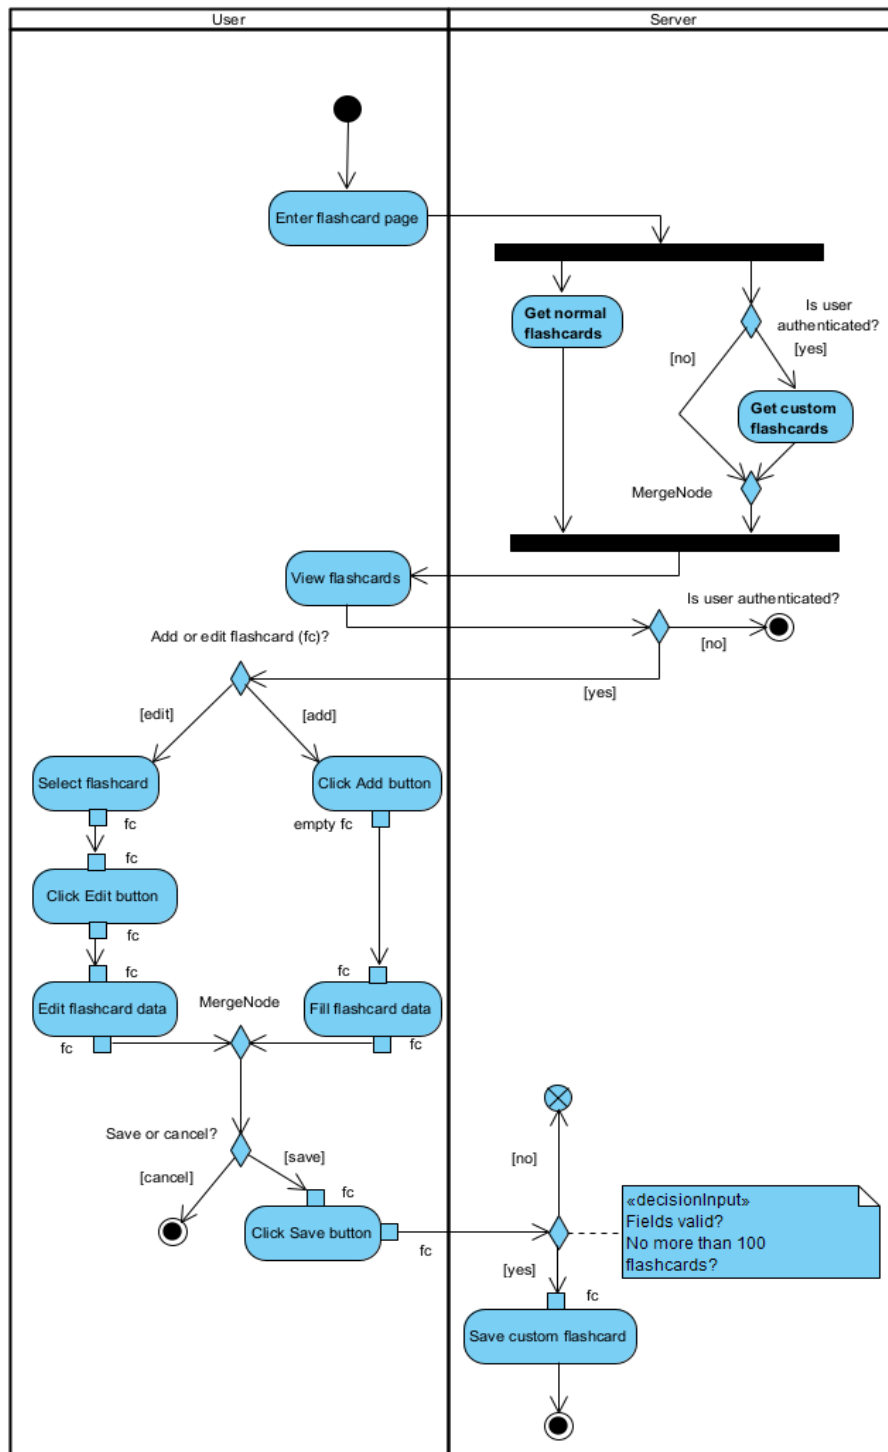 User
Server
Enter flashcard page
Get normal
flashcards
Is user
authenticated?
[no]
[yes]
Get custom
flashcards
MergeNode
View flashcards
Is user authenticated?
[no]
[yes]
Add or edit flashcard (fc)?
[edit]
[add]
Select flashcard
Click Add button
fc
empty fc
fc
Click Edit button
fc
fc
fc
Edit flashcard data
MergeNode
Fill flashcard data
fc
fc
Save or cancel?
[cancel]
[save]
fc
Click Save button
fc
[no]
«decisionInput»
Fields valid?
No more than 100
flashcards?
[yes]
fc
Save custom flashcard